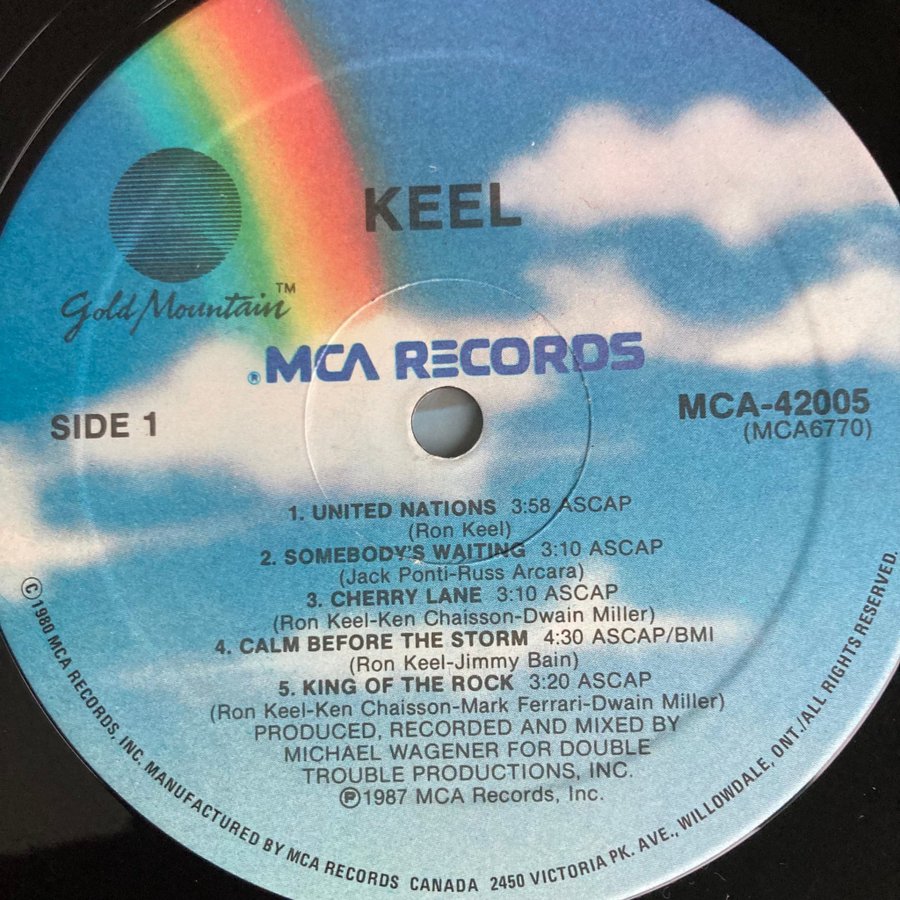 KEEL
Gold Mountain™
®MCA RECORDS
SIDE 1
MCA-42005
(MCA6770)
1. UNITED NATIONS 3:58 ASCAP
(Ron Keel)
2. SOMEBODY'S WAITING 3:10 ASCAP
(Jack Ponti-Russ Arcara)
3. CHERRY LANE 3:10 ASCAP
(Ron Keel-Ken Chaisson-Dwain Miller)
4. CALM BEFORE THE STORM 4:30 ASCAP/BMI
(Ron Keel-Jimmy Bain)
5. KING OF THE ROCK 3:20 ASCAP
(Ron Keel-Ken Chaisson-Mark Ferrari-Dwain Miller)
PRODUCED, RECORDED AND MIXED BY
MICHAEL WAGENER FOR DOUBLE
TROUBLE PRODUCTIONS, INC.
℗1987 MCA Records, Inc.
©1980 MCA RECORDS, INC. MANUFACTURED BY MCA RECORDS CANADA 2450 VICTORIA PK. AVE., WILLOWDALE, ONT./ALL RIGHTS RESERVED.